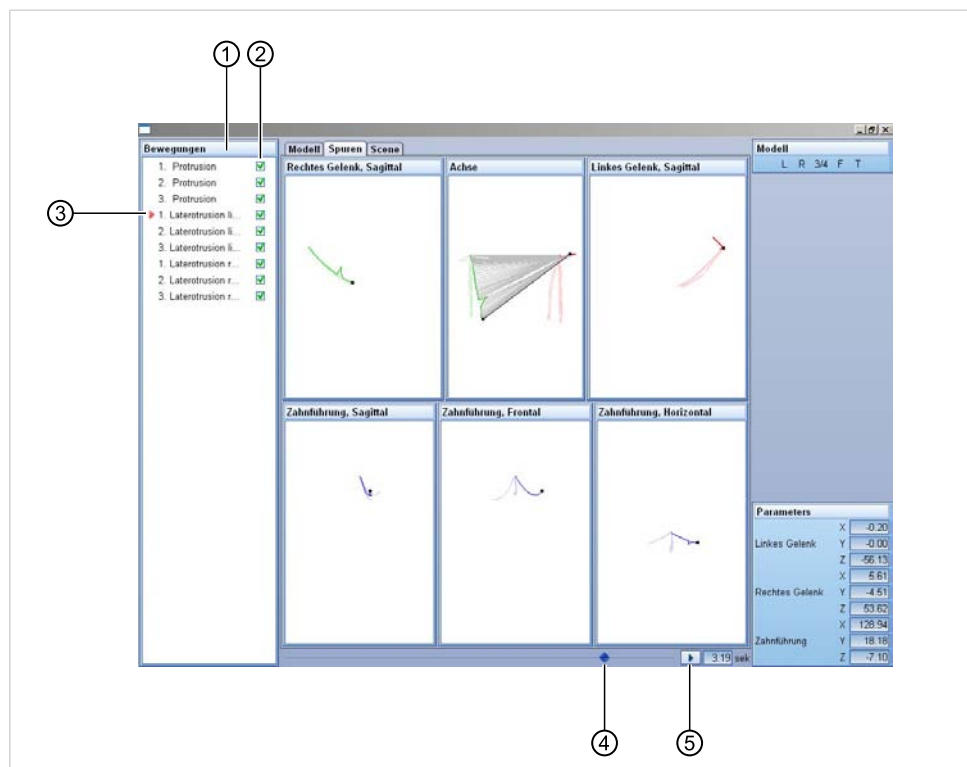 1 2
Bewegungen
1. Protrusion
2. Protrusion
3. Protrusion
3
1. Laterotrusion li...
2. Laterotrusion li...
3. Laterotrusion li...
1. Laterotrusion r...
2. Laterotrusion r...
3. Laterotrusion r...
Modell Spuren Scene
Rechtes Gelenk, Sagittal
Achse
Linkes Gelenk, Sagittal
Zahnführung, Sagittal
Zahnführung, Frontal
Zahnführung, Horizontal
3.19 sek
Modell
L R 3/4 F T
Parameters
X -0.20
Linkes Gelenk Y -0.00
Z -56.13
X 5.61
Rechtes Gelenk Y -4.51
Z 53.62
X 128.94
Zahnführung Y 18.18
Z -7.10
4 5